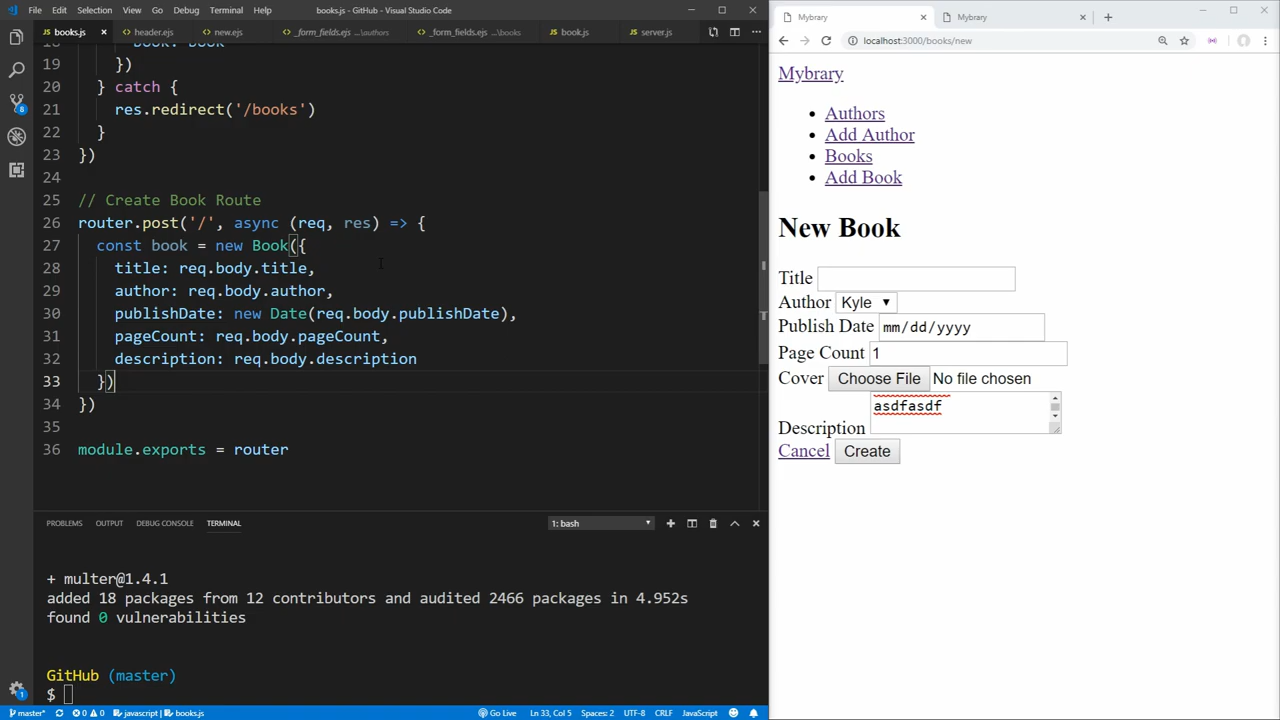 File Edit Selection View Go Debug Terminal Help books.js - GitHub - Visual Studio Code
books.js header.ejs new.ejs _form_fields.ejs ...\authors _form_fields.ejs ...\books book.js server.js
19 })
20 } catch {
21 res.redirect('/books')
22 }
23 })
24
25 // Create Book Route
26 router.post('/', async (req, res) => {
27 const book = new Book({
28 title: req.body.title,
29 author: req.body.author,
30 publishDate: new Date(req.body.publishDate),
31 pageCount: req.body.pageCount,
32 description: req.body.description
33 })
34 })
35
36 module.exports = router
PROBLEMS OUTPUT DEBUG CONSOLE TERMINAL 1: bash
+ multer@1.4.1
added 18 packages from 12 contributors and audited 2466 packages in 4.952s
found 0 vulnerabilities
GitHub (master)
$
8
1
master* 0 0 javascript | books.js Go Live Ln 33, Col 5 Spaces: 2 UTF-8 CRLF JavaScript
Mybrary Mybrary
localhost:3000/books/new
Mybrary
Authors
Add Author
Books
Add Book
New Book
Title
Author Kyle
Publish Date mm/dd/yyyy
Page Count 1
Cover Choose File No file chosen
asdfasdf
Description
Cancel Create